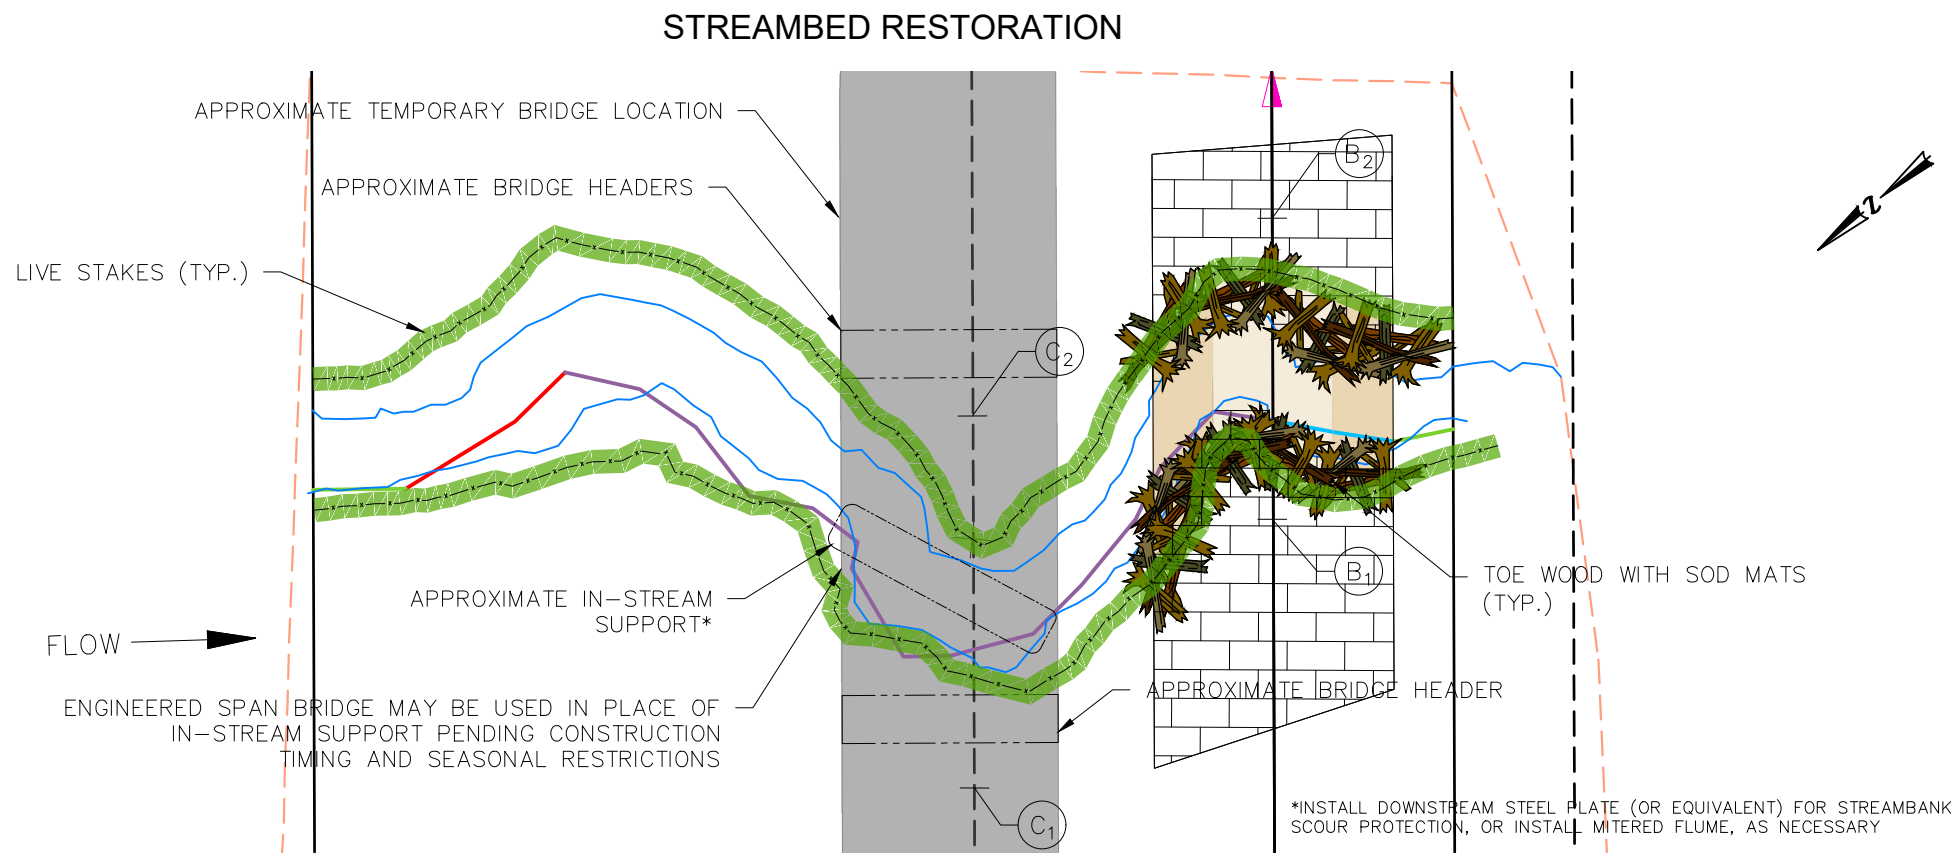 STREAMBED RESTORATION
APPROXIMATE TEMPORARY BRIDGE LOCATION
B2
APPROXIMATE BRIDGE HEADERS
Z
LIVE STAKES (TYP.)
C2
APPROXIMATE IN-STREAM
SUPPORT*
B1
TOE WOOD WITH SOD MATS
(TYP.)
FLOW
APPROXIMATE BRIDGE HEADER
ENGINEERED SPAN BRIDGE MAY BE USED IN PLACE OF
IN-STREAM SUPPORT PENDING CONSTRUCTION
TIMING AND SEASONAL RESTRICTIONS
C1
*INSTALL DOWNSTREAM STEEL PLATE (OR EQUIVALENT) FOR STREAMBANK
SCOUR PROTECTION, OR INSTALL MITERED FLUME, AS NECESSARY